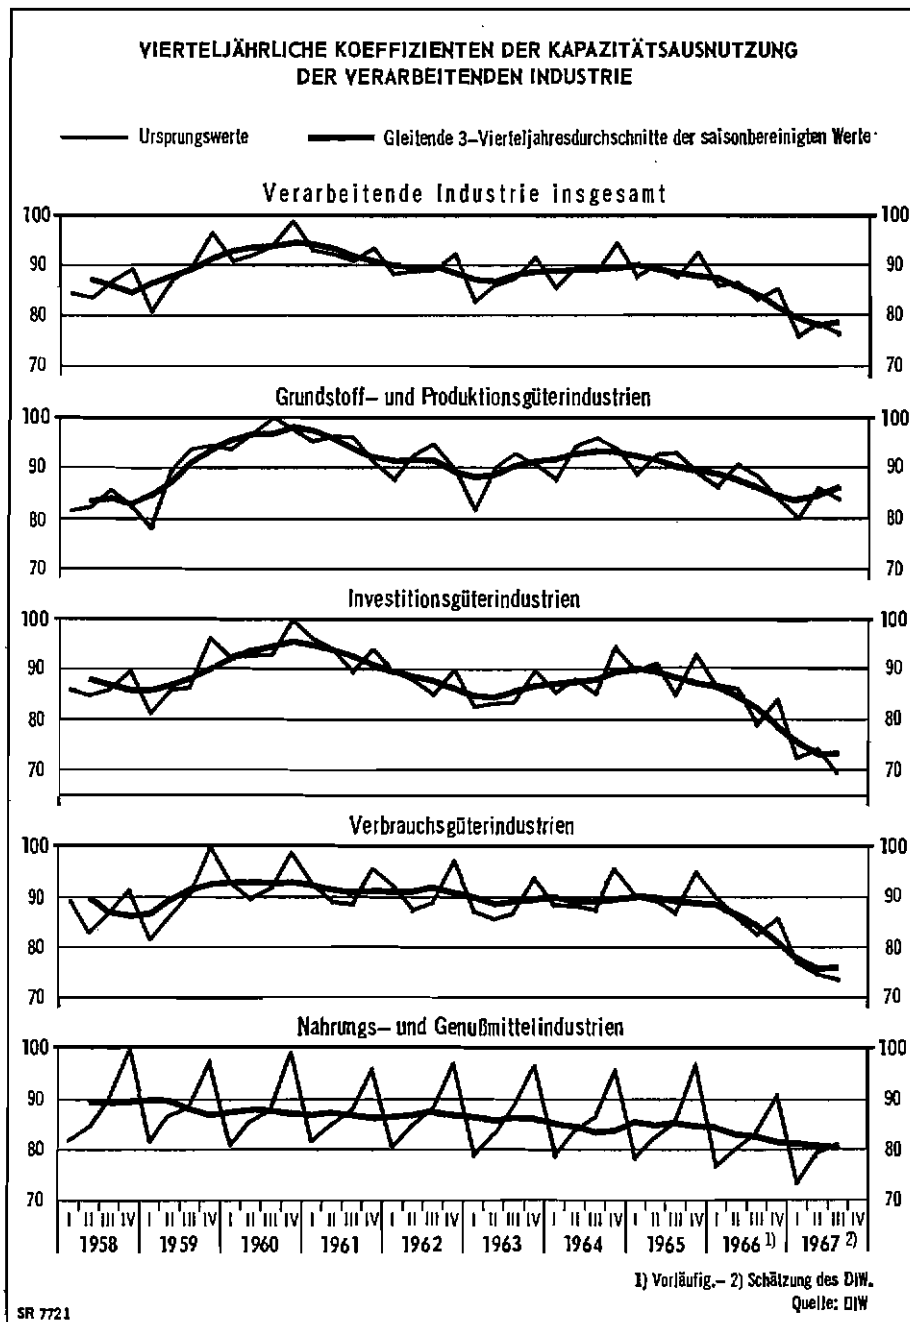 VIERTELJÄHRLICHE KOEFFIZIENTEN DER KAPAZITÄTSAUSNUTZUNG
DER VERARBEITENDEN INDUSTRIE
Ursprungswerte Gleitende 3–Vierteljahresdurchschnitte der saisonbereinigten Werte
Verarbeitende Industrie insgesamt
100 100
90 90
80 80
70 70
Grundstoff– und Produktionsgüterindustrien
100 100
90 90
80 80
70 70
Investitionsgüterindustrien
100 100
90 90
80 80
70 70
Verbrauchsgüterindustrien
100 100
90 90
80 80
70 70
Nahrungs– und Genußmittelindustrien
100 100
90 90
80 80
70 70
I II III IV I II III IV I II III IV I II III IV I II III IV I II III IV I II III IV I II III IV I II III IV I II III IV
1958 1959 1960 1961 1962 1963 1964 1965 1966 1) 1967 2)
1) Vorläufig.– 2) Schätzung des DIW.
Quelle: DIW
SR 7721